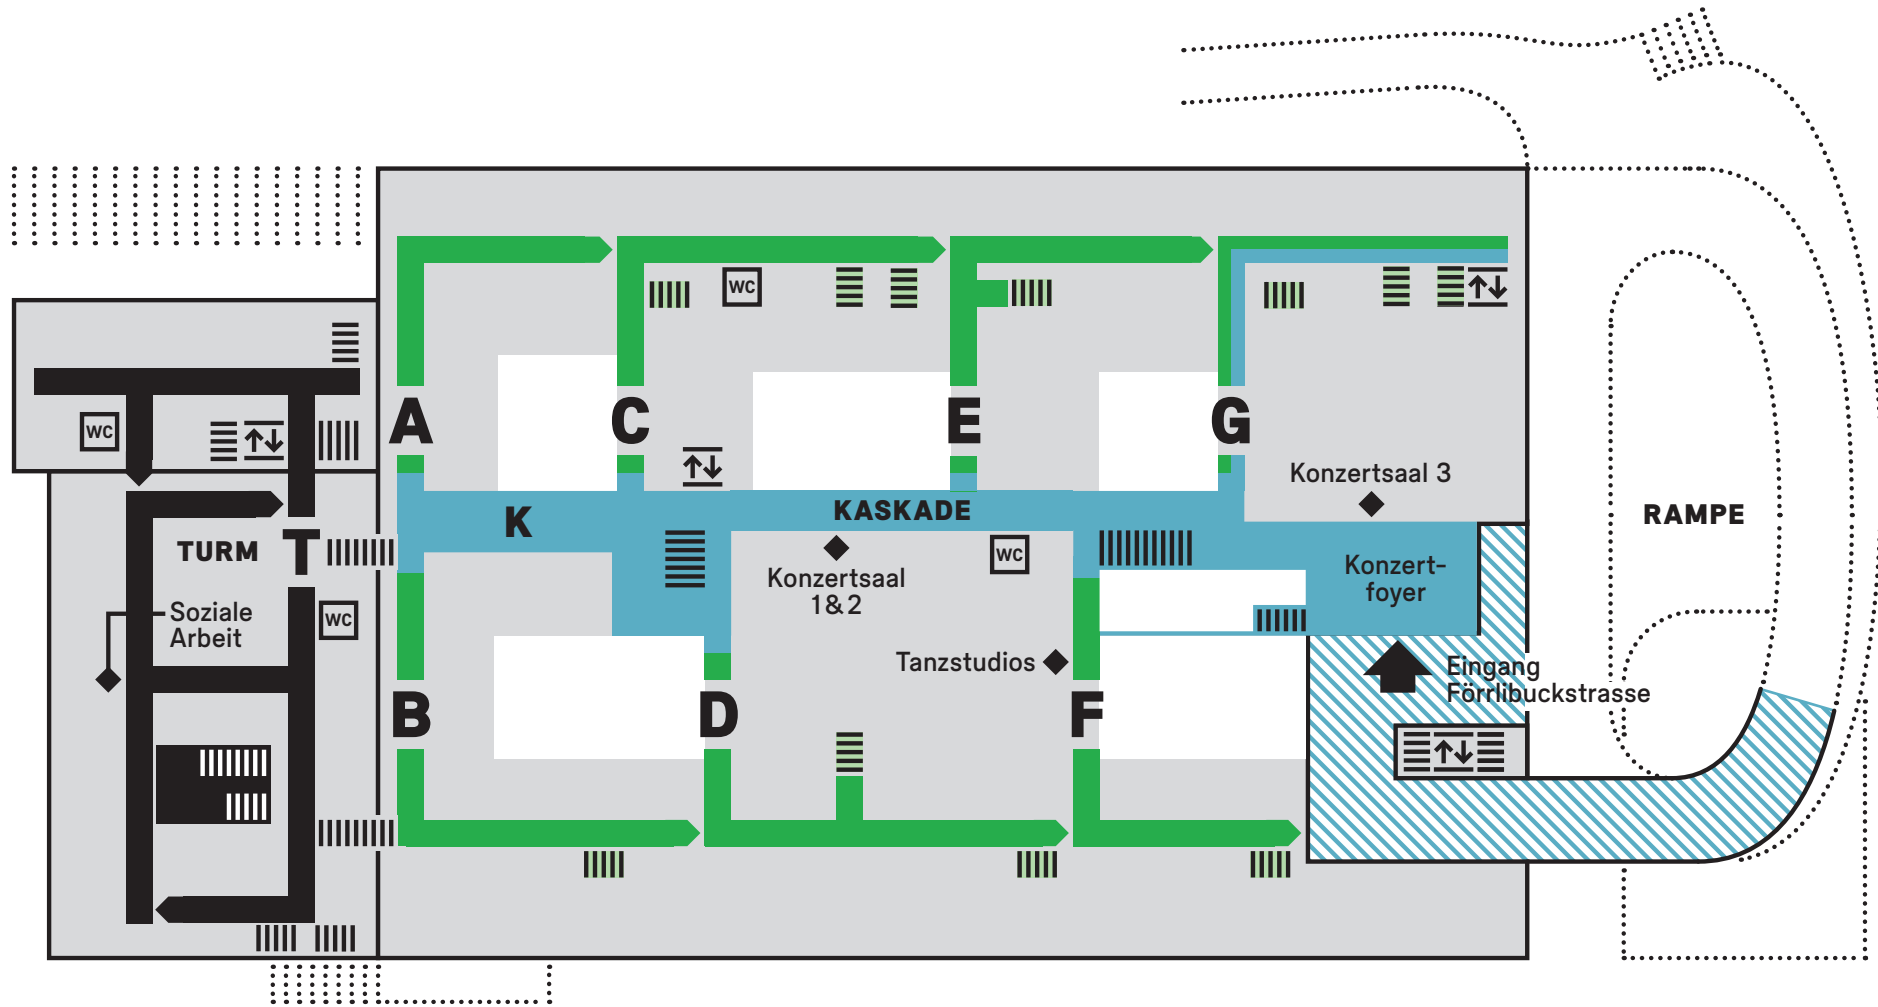 WC
A
C
E
G
WC
Konzertsaal 3
K
KASKADE
RAMPE
TURM
T
WC
Konzertsaal
1&2
Konzert-
foyer
Soziale
Arbeit
WC
Tanzstudios
Eingang
Förrlibuckstrasse
B
D
F